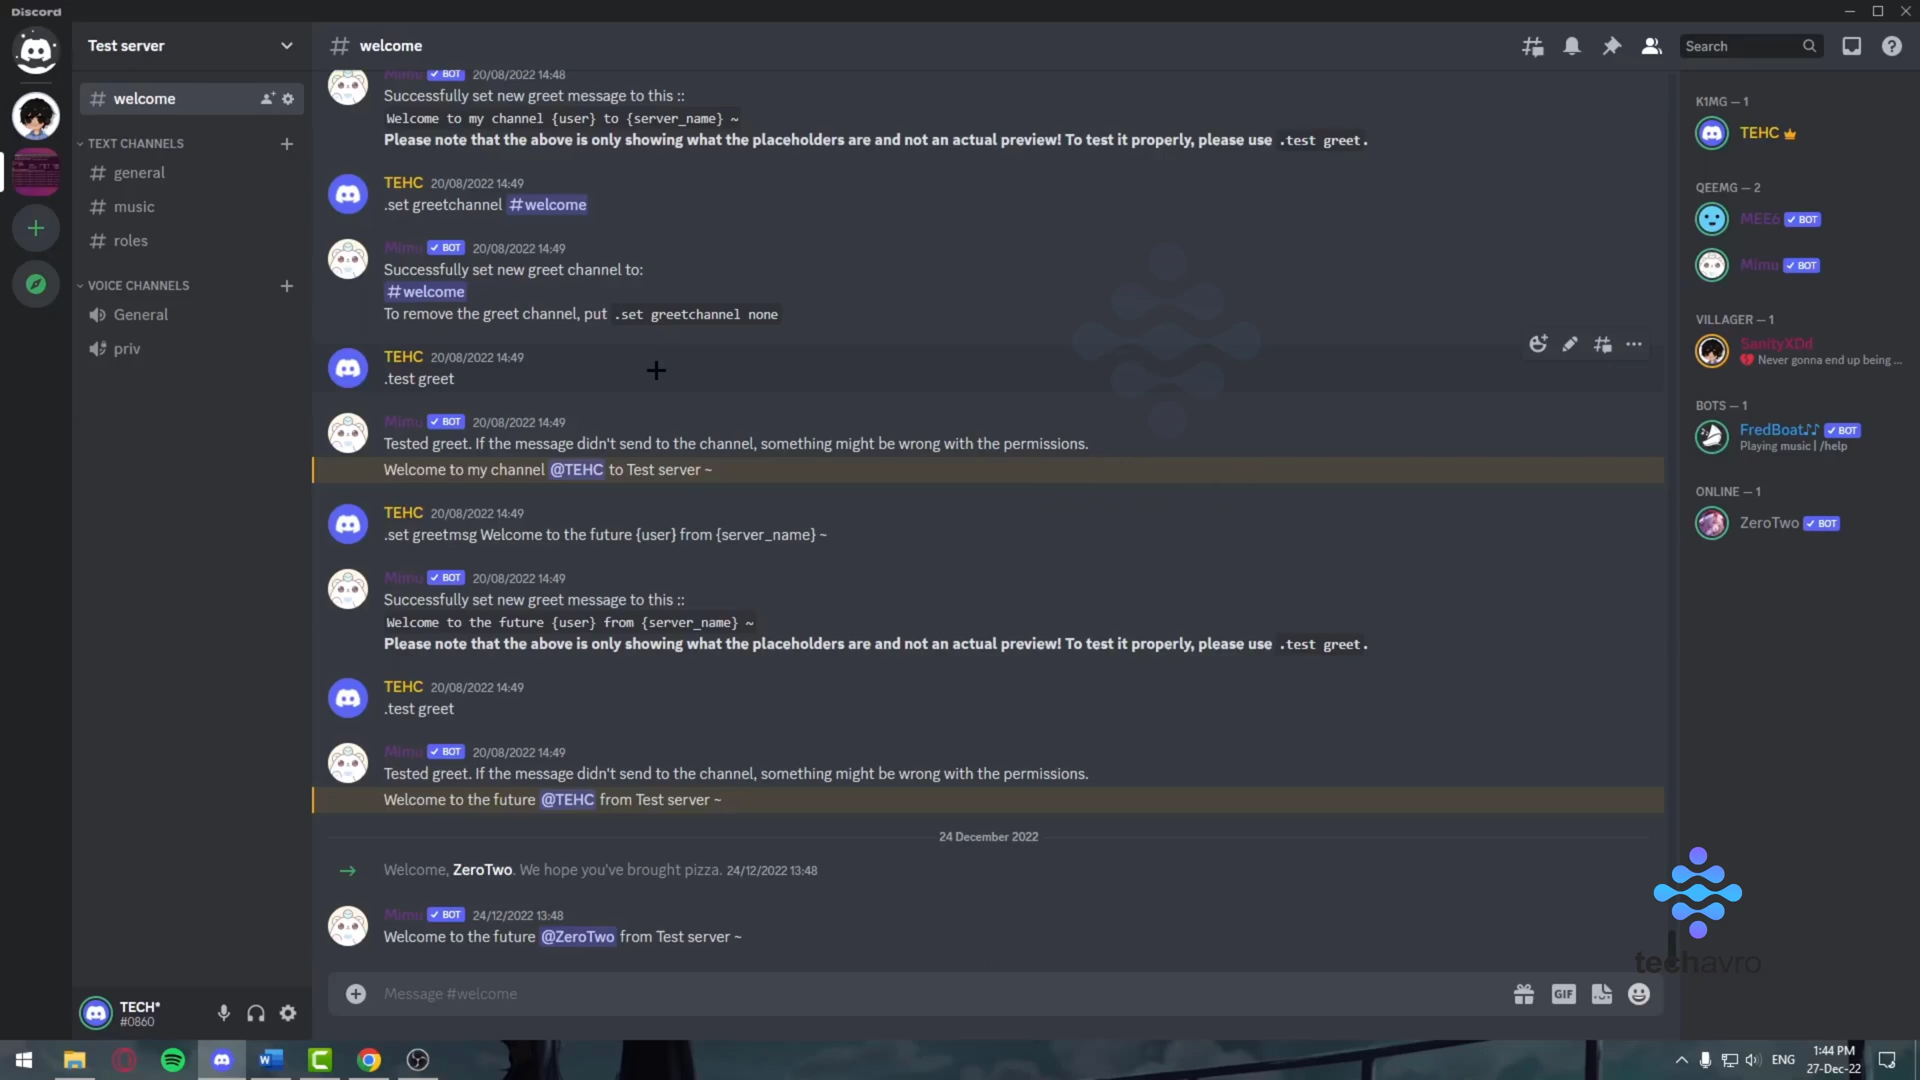 Discord
Test server
# welcome
Search
# welcome
TEXT CHANNELS
# general
# music
# roles
VOICE CHANNELS
General
priv
Mimu BOT 20/08/2022 14:48
Successfully set new greet message to this ::
Welcome to my channel {user} to {server_name} ~
Please note that the above is only showing what the placeholders are and not an actual preview! To test it properly, please use .test greet.
TEHC 20/08/2022 14:49
.set greetchannel #welcome
Mimu BOT 20/08/2022 14:49
Successfully set new greet channel to:
#welcome
To remove the greet channel, put .set greetchannel none
TEHC 20/08/2022 14:49
.test greet
Mimu BOT 20/08/2022 14:49
Tested greet. If the message didn't send to the channel, something might be wrong with the permissions.
Welcome to my channel @TEHC to Test server ~
TEHC 20/08/2022 14:49
.set greetmsg Welcome to the future {user} from {server_name} ~
Mimu BOT 20/08/2022 14:49
Successfully set new greet message to this ::
Welcome to the future {user} from {server_name} ~
Please note that the above is only showing what the placeholders are and not an actual preview! To test it properly, please use .test greet.
TEHC 20/08/2022 14:49
.test greet
Mimu BOT 20/08/2022 14:49
Tested greet. If the message didn't send to the channel, something might be wrong with the permissions.
Welcome to the future @TEHC from Test server ~
24 December 2022
Welcome, ZeroTwo. We hope you've brought pizza. 24/12/2022 13:48
Mimu BOT 24/12/2022 13:48
Welcome to the future @ZeroTwo from Test server ~
Message #welcome
GIF
K1MG — 1
TEHC
QEEMG — 2
MEE6 BOT
Mimu BOT
VILLAGER — 1
SanityXDd
Never gonna end up being ...
BOTS — 1
FredBoat♪♪ BOT
Playing music | /help
ONLINE — 1
ZeroTwo BOT
techavro
TECH*
#0860
ENG
1:44 PM
27-Dec-22